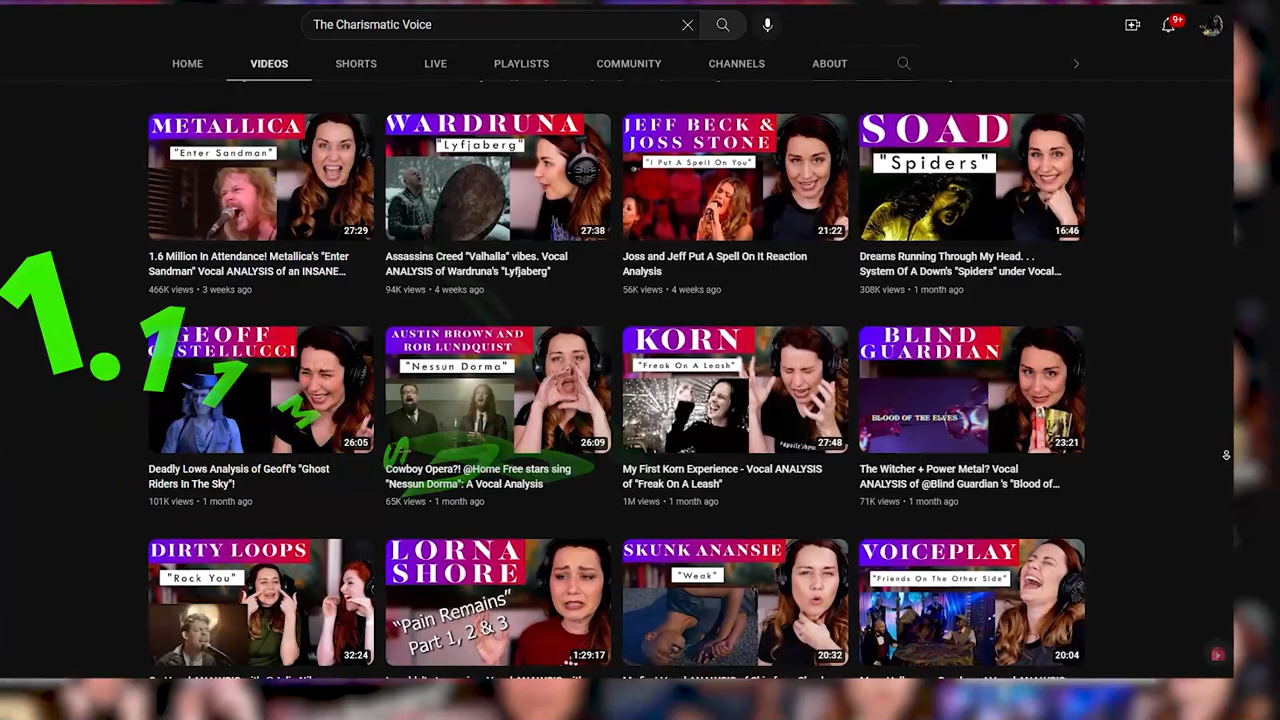 The Charismatic Voice
9+
HOME VIDEOS SHORTS LIVE PLAYLISTS COMMUNITY CHANNELS ABOUT
METALLICA
"Enter Sandman"
27:29
WARDRUNA
"Lyfjaberg"
27:38
JEFF BECK &
JOSS STONE
"I Put A Spell On You"
21:22
SOAD
"Spiders"
16:46
1.6 Million In Attendance! Metallica's "Enter
Sandman" Vocal ANALYSIS of an INSANE...
466K views • 3 weeks ago
Assassins Creed "Valhalla" vibes. Vocal
ANALYSIS of Wardruna's "Lyfjaberg"
94K views • 4 weeks ago
Joss and Jeff Put A Spell On It Reaction
Analysis
56K views • 4 weeks ago
Dreams Running Through My Head. . .
System Of A Down's "Spiders" under Vocal...
308K views • 1 month ago
1.11 M
GEOFF
CASTELLUCCI
26:05
AUSTIN BROWN AND
ROB LUNDQUIST
"Nessun Dorma"
26:09
KORN
"Freak On A Leash"
27:48
BLIND
GUARDIAN
BLOOD OF THE ELVES
23:21
Deadly Lows Analysis of Geoff's "Ghost
Riders In The Sky"!
101K views • 1 month ago
Cowboy Opera?! @Home Free stars sing
"Nessun Dorma": A Vocal Analysis
65K views • 1 month ago
My First Korn Experience - Vocal ANALYSIS
of "Freak On A Leash"
1M views • 1 month ago
The Witcher + Power Metal? Vocal
ANALYSIS of @Blind Guardian 's "Blood of...
71K views • 1 month ago
DIRTY LOOPS
"Rock You"
32:24
LORNA
SHORE
"Pain Remains"
Part 1, 2 & 3
1:29:17
SKUNK ANANSIE
"Weak"
20:32
VOICEPLAY
"Friends On The Other Side"
20:04